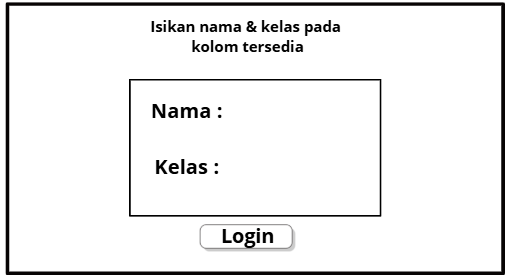 Isikan nama & kelas pada
kolom tersedia
Nama :
Kelas :
Login